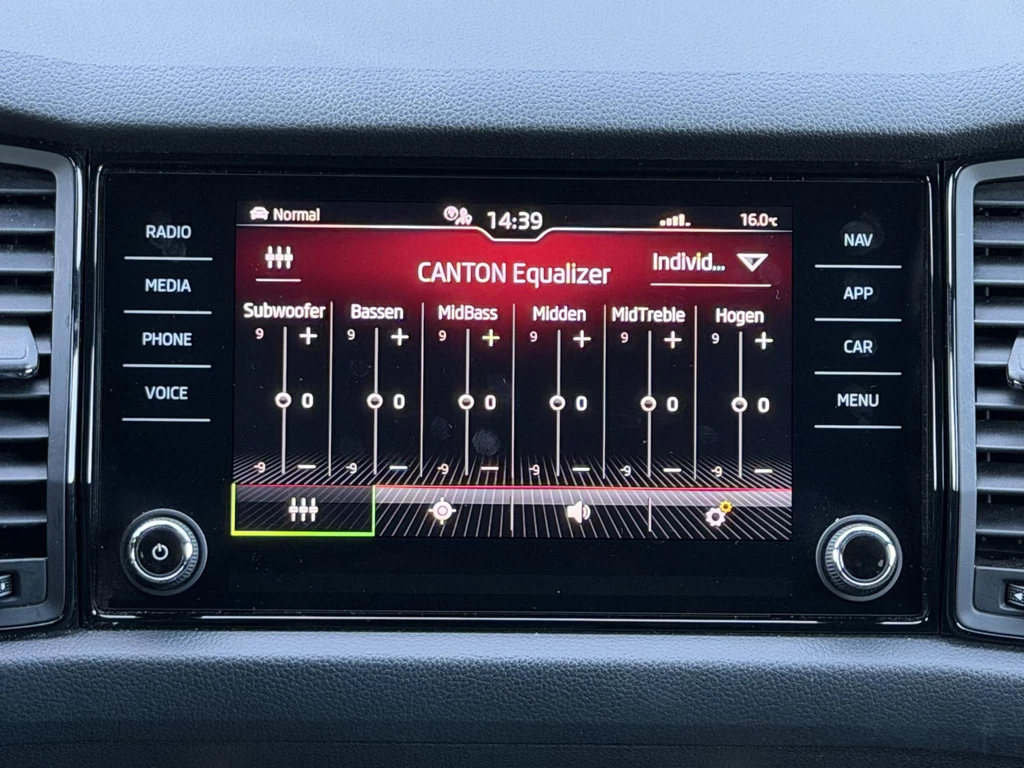 RADIO
MEDIA
PHONE
VOICE
Normal 14:39 16.0°C
CANTON Equalizer Individ...
Subwoofer Bassen MidBass Midden MidTreble Hogen
9 + 9 + 9 + 9 + 9 + 9 +
0 0 0 0 0 0
-9 − -9 − -9 − -9 − -9 − -9 −
NAV
APP
CAR
MENU